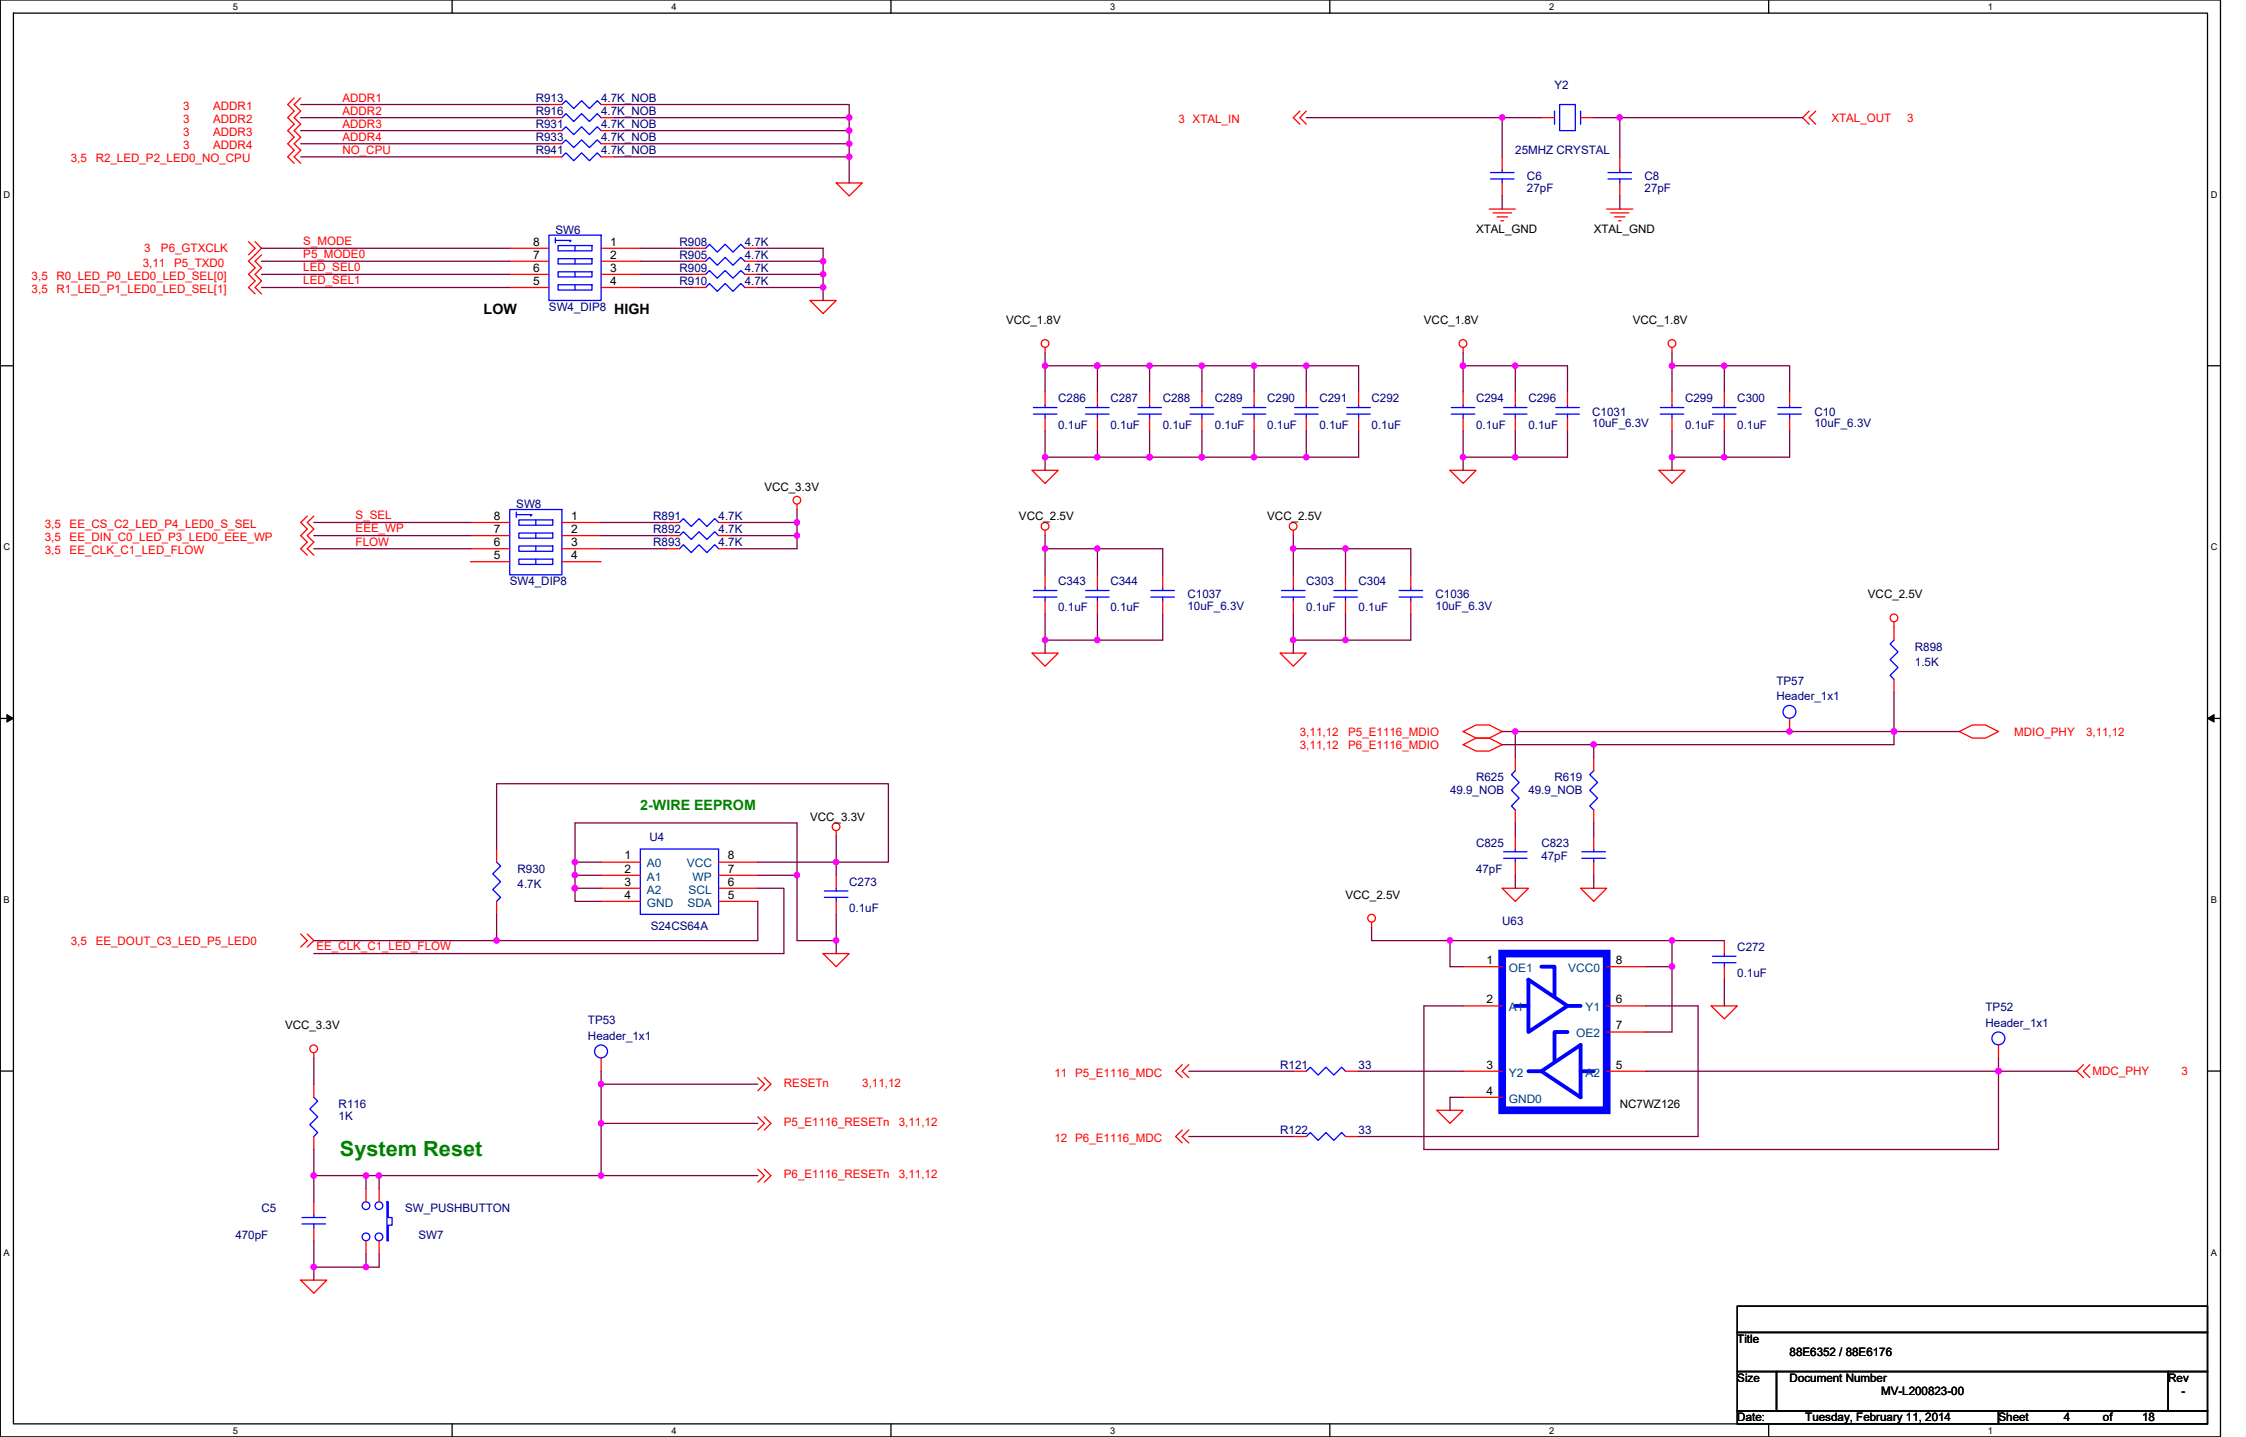 5 4 3 2 1
3 ADDR1 ADDR1 R913 4.7K_NOB
3 ADDR2 ADDR2 R916 4.7K_NOB
3 ADDR3 ADDR3 R931 4.7K_NOB
3 ADDR4 ADDR4 R933 4.7K_NOB
3,5 R2_LED_P2_LED0_NO_CPU NO_CPU R941 4.7K_NOB
Y2
3 XTAL_IN
XTAL_OUT 3
25MHZ CRYSTAL
C6
27pF
C8
27pF
XTAL_GND XTAL_GND
D D
SW6
3 P6_GTXCLK S_MODE 8 1 R908 4.7K
3,11 P5_TXD0 P5_MODE0 7 2 R905 4.7K
3,5 R0_LED_P0_LED0_LED_SEL[0] LED_SEL0 6 3 R909 4.7K
3,5 R1_LED_P1_LED0_LED_SEL[1] LED_SEL1 5 4 R910 4.7K
LOW SW4_DIP8 HIGH
VCC_1.8V VCC_1.8V VCC_1.8V
C286 C287 C288 C289 C290 C291 C292 C294 C296 C1031 C299 C300 C10
0.1uF 0.1uF 0.1uF 0.1uF 0.1uF 0.1uF 0.1uF 0.1uF 0.1uF 10uF_6.3V 0.1uF 0.1uF 10uF_6.3V
VCC_3.3V
SW8
3,5 EE_CS_C2_LED_P4_LED0_S_SEL S_SEL 8 1 R891 4.7K
3,5 EE_DIN_C0_LED_P3_LED0_EEE_WP EEE_WP 7 2 R892 4.7K
3,5 EE_CLK_C1_LED_FLOW FLOW 6 3 R893 4.7K
5 4
SW4_DIP8
C C
VCC_2.5V VCC_2.5V
C343 C344 C1037 C303 C304 C1036
0.1uF 0.1uF 10uF_6.3V 0.1uF 0.1uF 10uF_6.3V
VCC_2.5V
R898
1.5K
TP57
Header_1x1
3,11,12 P5_E1116_MDIO
3,11,12 P6_E1116_MDIO
MDIO_PHY 3,11,12
R625 R619
49.9_NOB 49.9_NOB
C825 C823
47pF 47pF
2-WIRE EEPROM
VCC_3.3V
U4
1 A0 VCC 8
2 A1 WP 7
3 A2 SCL 6
4 GND SDA 5
S24CS64A
R930
4.7K
C273
0.1uF
3,5 EE_DOUT_C3_LED_P5_LED0
EE_CLK_C1_LED_FLOW
B B
VCC_2.5V
U63
1 OE1 VCC0 8
2 A1 Y1 6
OE2 7
3 Y2 A2 5
4 GND0
NC7WZ126
C272
0.1uF
TP52
Header_1x1
11 P5_E1116_MDC R121 33
12 P6_E1116_MDC R122 33
MDC_PHY 3
VCC_3.3V
TP53
Header_1x1
R116
1K
RESETn 3,11,12
P5_E1116_RESETn 3,11,12
P6_E1116_RESETn 3,11,12
System Reset
C5
470pF
SW_PUSHBUTTON
SW7
A A
Title
88E6352 / 88E6176
Size Document Number Rev
MV-L200823-00 -
Date: Tuesday, February 11, 2014 Sheet 4 of 18
5 4 3 2 1